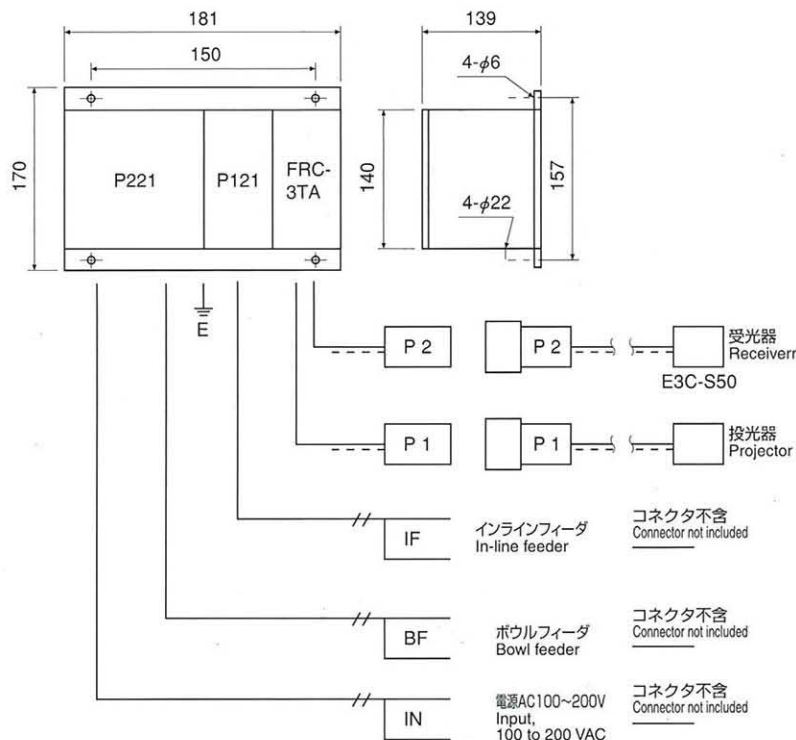 181
150
139
4-φ6
170
P221
P121
FRC-
3TA
140
157
4-φ22
E
P 2
P 2
受光器
Receiverr
E3C-S50
P 1
P 1
投光器
Projector
IF
インラインフィーダ
In-line feeder
コネクタ不含
Connector not included
BF
ボウルフィーダ
Bowl feeder
コネクタ不含
Connector not included
IN
電源AC100~200V
Input,
100 to 200 VAC
コネクタ不含
Connector not included